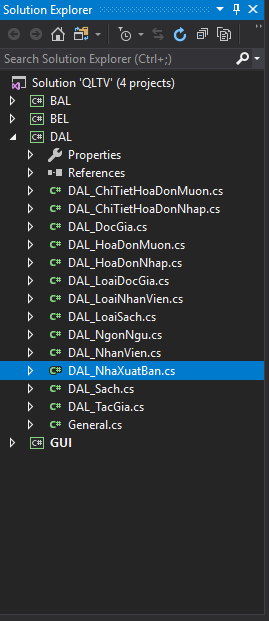 Solution Explorer
Search Solution Explorer (Ctrl+;)
Solution 'QLTV' (4 projects)
C# BAL
C# BEL
C# DAL
Properties
References
C# DAL_ChiTietHoaDonMuon.cs
C# DAL_ChiTietHoaDonNhap.cs
C# DAL_DocGia.cs
C# DAL_HoaDonMuon.cs
C# DAL_HoaDonNhap.cs
C# DAL_LoaiDocGia.cs
C# DAL_LoaiNhanVien.cs
C# DAL_LoaiSach.cs
C# DAL_NgonNgu.cs
C# DAL_NhanVien.cs
C# DAL_NhaXuatBan.cs
C# DAL_Sach.cs
C# DAL_TacGia.cs
C# General.cs
C# GUI